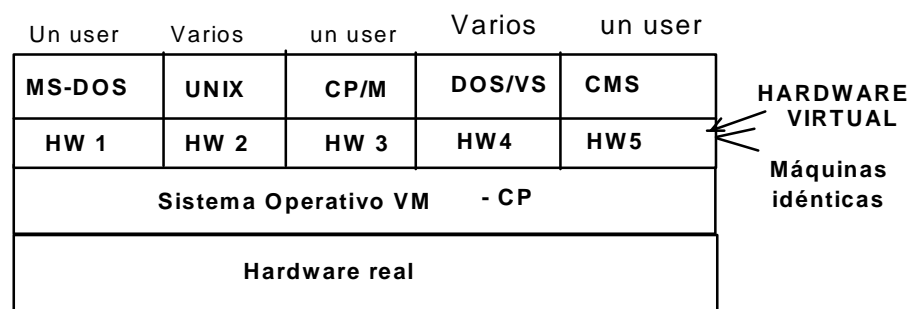 Un user Varios un user Varios un user
MS-DOS UNIX CP/M DOS/VS CMS
HARDWARE
VIRTUAL
HW 1 HW 2 HW 3 HW4 HW5
Máquinas
idénticas
Sistema Operativo VM - CP
Hardware real